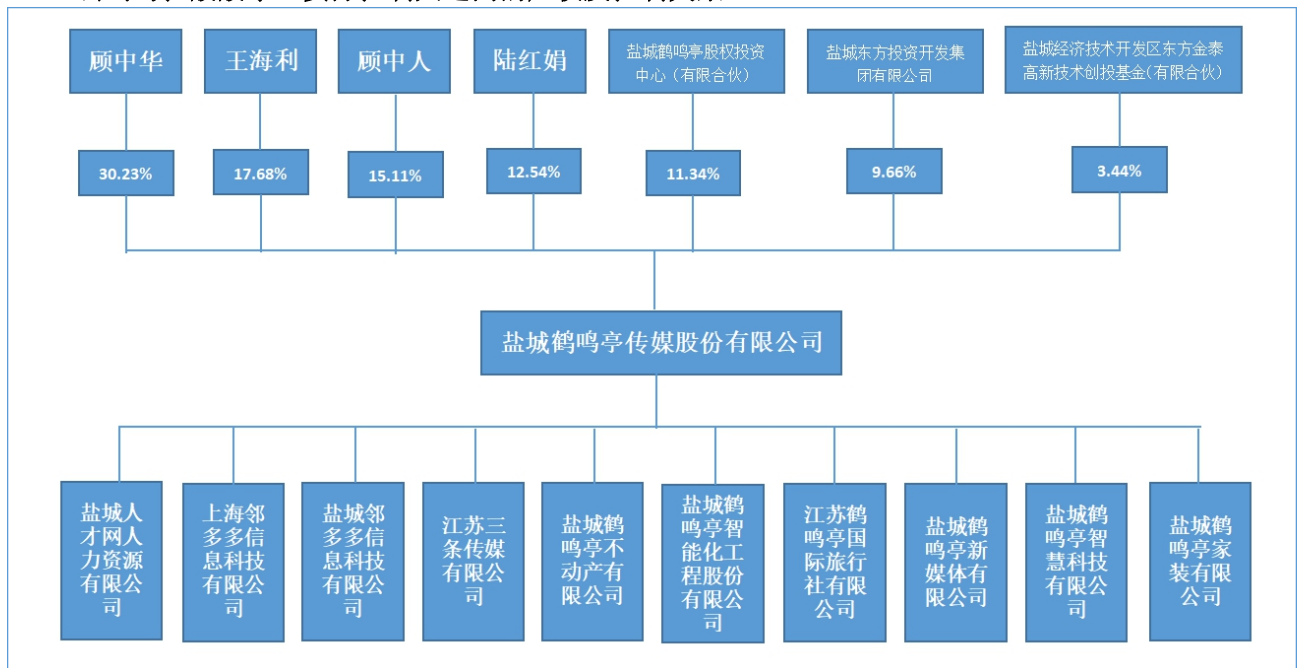 顾中华
王海利
顾中人
陆红娟
盐城鹤鸣亭股权投资
中心（有限合伙）
盐城东方投资开发集
团有限公司
盐城经济技术开发区东方金泰
高新技术创投基金(有限合伙)
30.23%
17.68%
15.11%
12.54%
11.34%
9.66%
3.44%
盐城鹤鸣亭传媒股份有限公司
盐城人
才网人
力资源
有限公
司
上海邻
多多信
息科技
有限公
司
盐城邻
多多信
息科技
有限公
司
江苏三
条传媒
有限公
司
盐城鹤
鸣亭不
动产有
限公司
盐城鹤
鸣亭智
能化工
程股份
有限公
司
江苏鹤
鸣亭国
际旅行
社有限
公司
盐城鹤
鸣亭新
媒体有
限公司
盐城鹤
鸣亭智
慧科技
有限公
司
盐城鹤
鸣亭家
装有限
公司